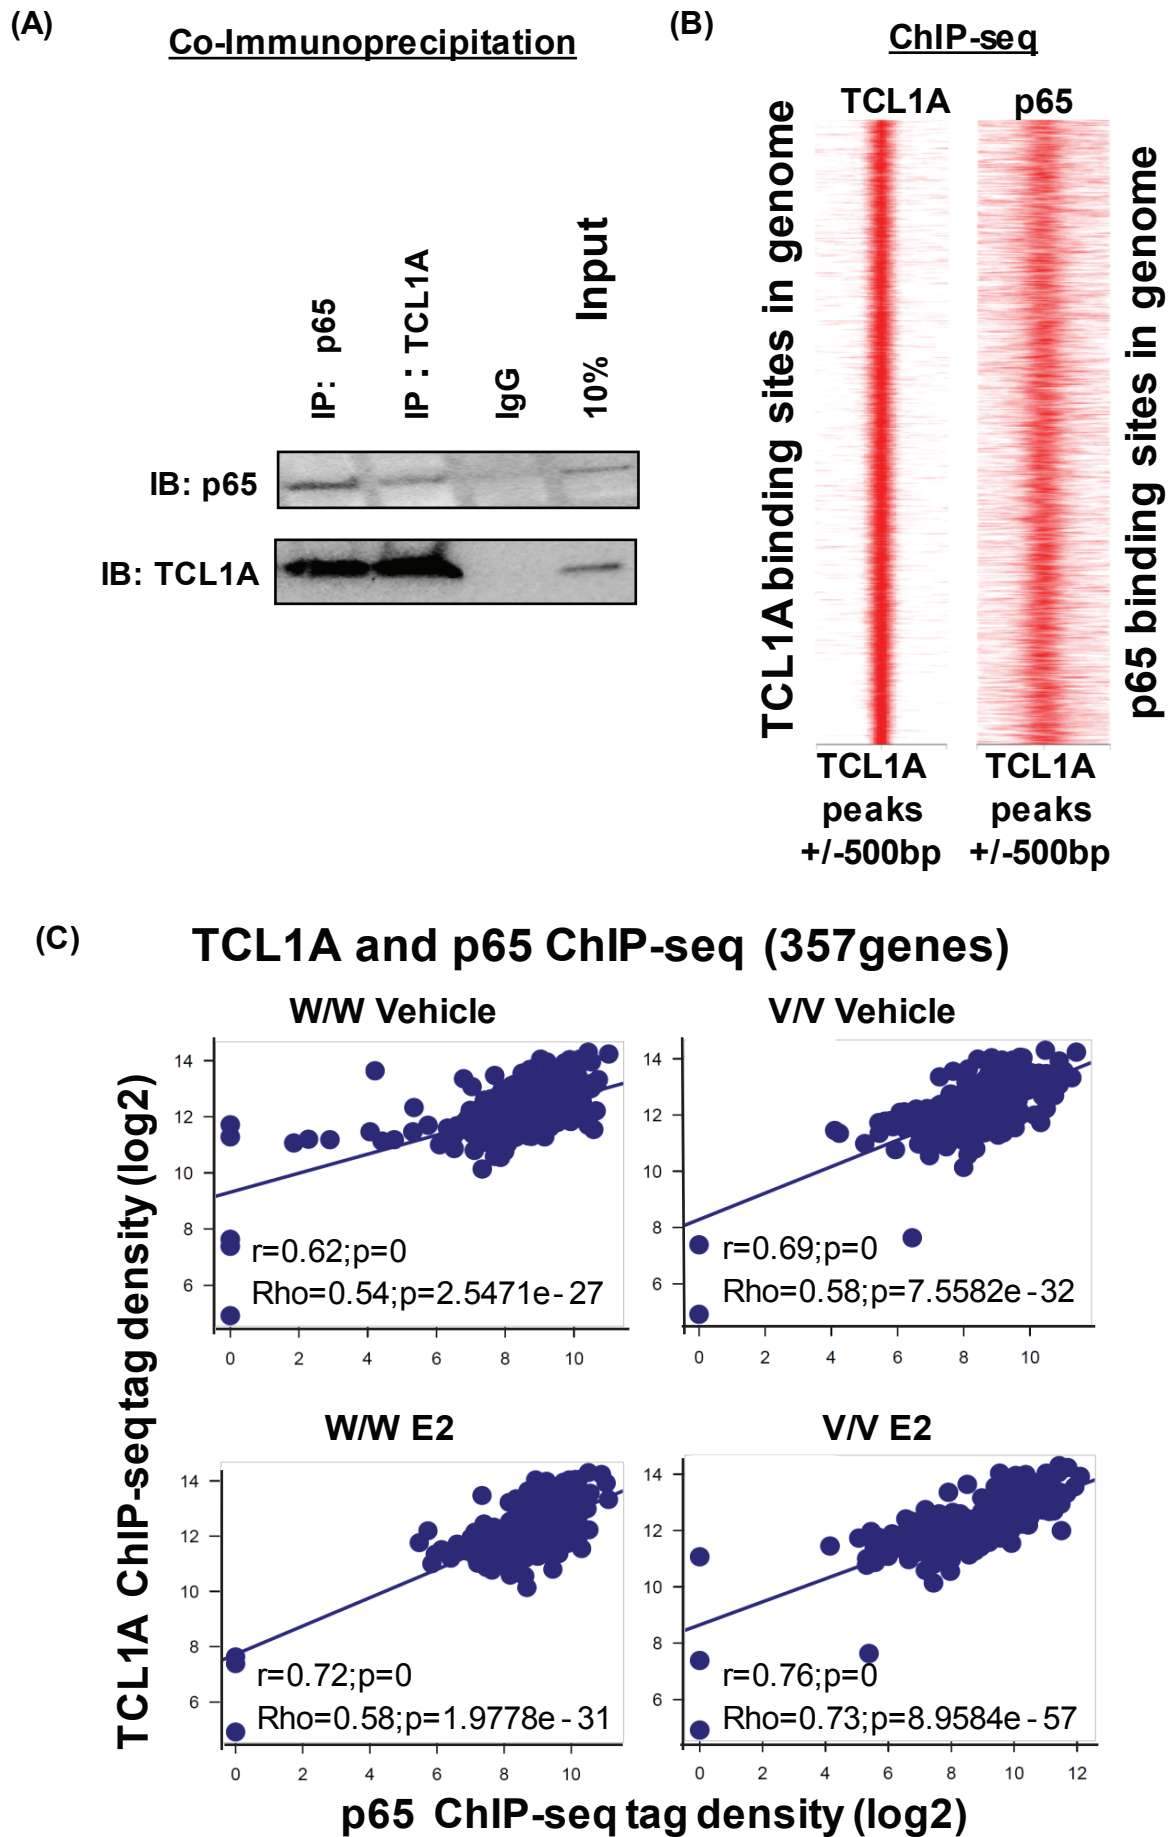 (A)
Co-Immunoprecipitation
IP: p65
IP : TCL1A
IgG
10% Input
IB: p65
IB: TCL1A
(B)
ChIP-seq
TCL1A
p65
TCL1A binding sites in genome
p65 binding sites in genome
TCL1A
peaks
+/-500bp
TCL1A
peaks
+/-500bp
(C)
TCL1A and p65 ChIP-seq (357genes)
TCL1A ChIP-seq tag density (log2)
W/W Vehicle
14
12
10
8
6
r=0.62;p=0
Rho=0.54;p=2.5471e-27
0 2 4 6 8 10
V/V Vehicle
14
12
10
8
6
r=0.69;p=0
Rho=0.58;p=7.5582e-32
0 2 4 6 8 10
W/W E2
14
12
10
8
6
r=0.72;p=0
Rho=0.58;p=1.9778e-31
0 2 4 6 8 10
V/V E2
14
12
10
8
6
r=0.76;p=0
Rho=0.73;p=8.9584e-57
0 2 4 6 8 10 12
p65 ChIP-seq tag density (log2)